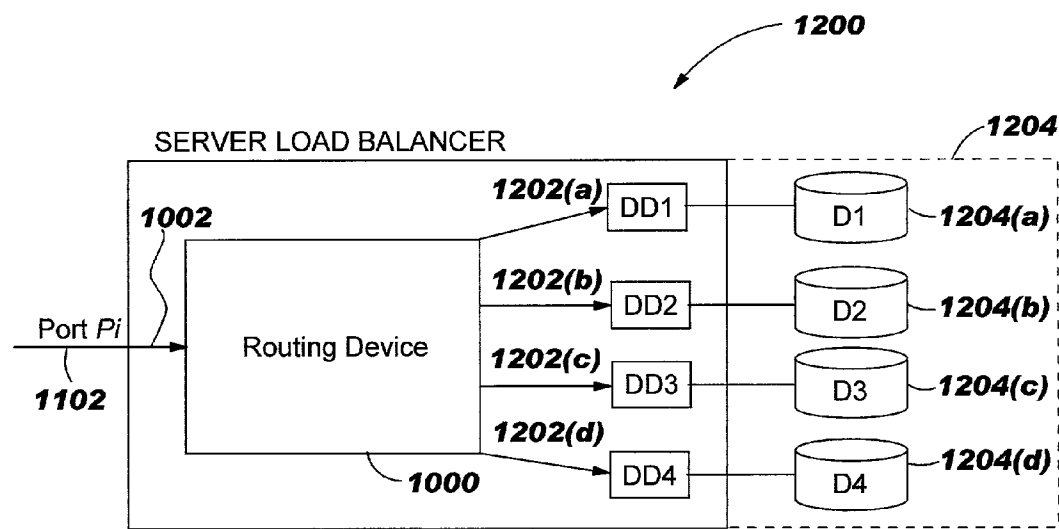 1200
SERVER LOAD BALANCER
1204
1202(a)
DD1
D1
1204(a)
1002
1202(b)
DD2
D2
1204(b)
Port Pi
Routing Device
1202(c)
DD3
D3
1204(c)
1102
1202(d)
DD4
D4
1204(d)
1000